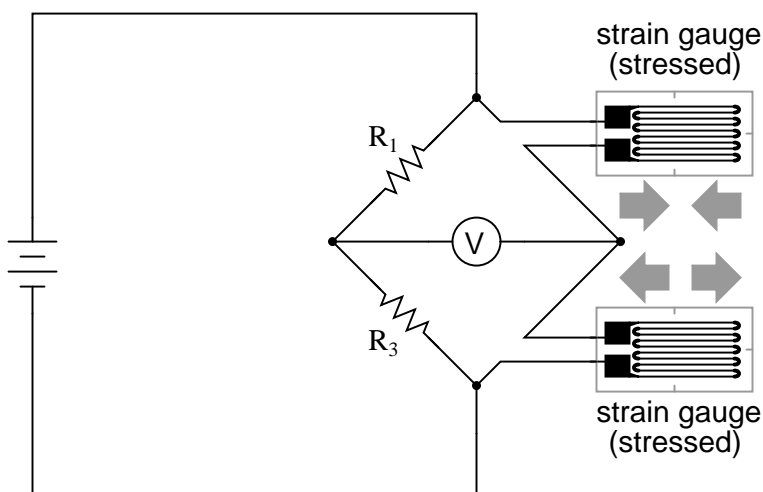 strain gauge
(stressed)
R1
V
R3
strain gauge
(stressed)